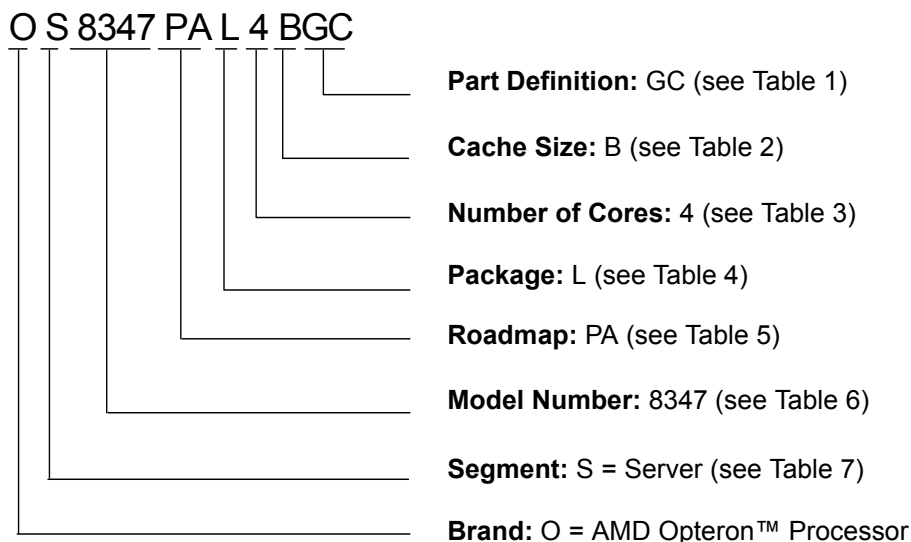 O S 8347 PA L 4 BGC
Part Definition: GC (see Table 1)
Cache Size: B (see Table 2)
Number of Cores: 4 (see Table 3)
Package: L (see Table 4)
Roadmap: PA (see Table 5)
Model Number: 8347 (see Table 6)
Segment: S = Server (see Table 7)
Brand: O = AMD Opteron™ Processor